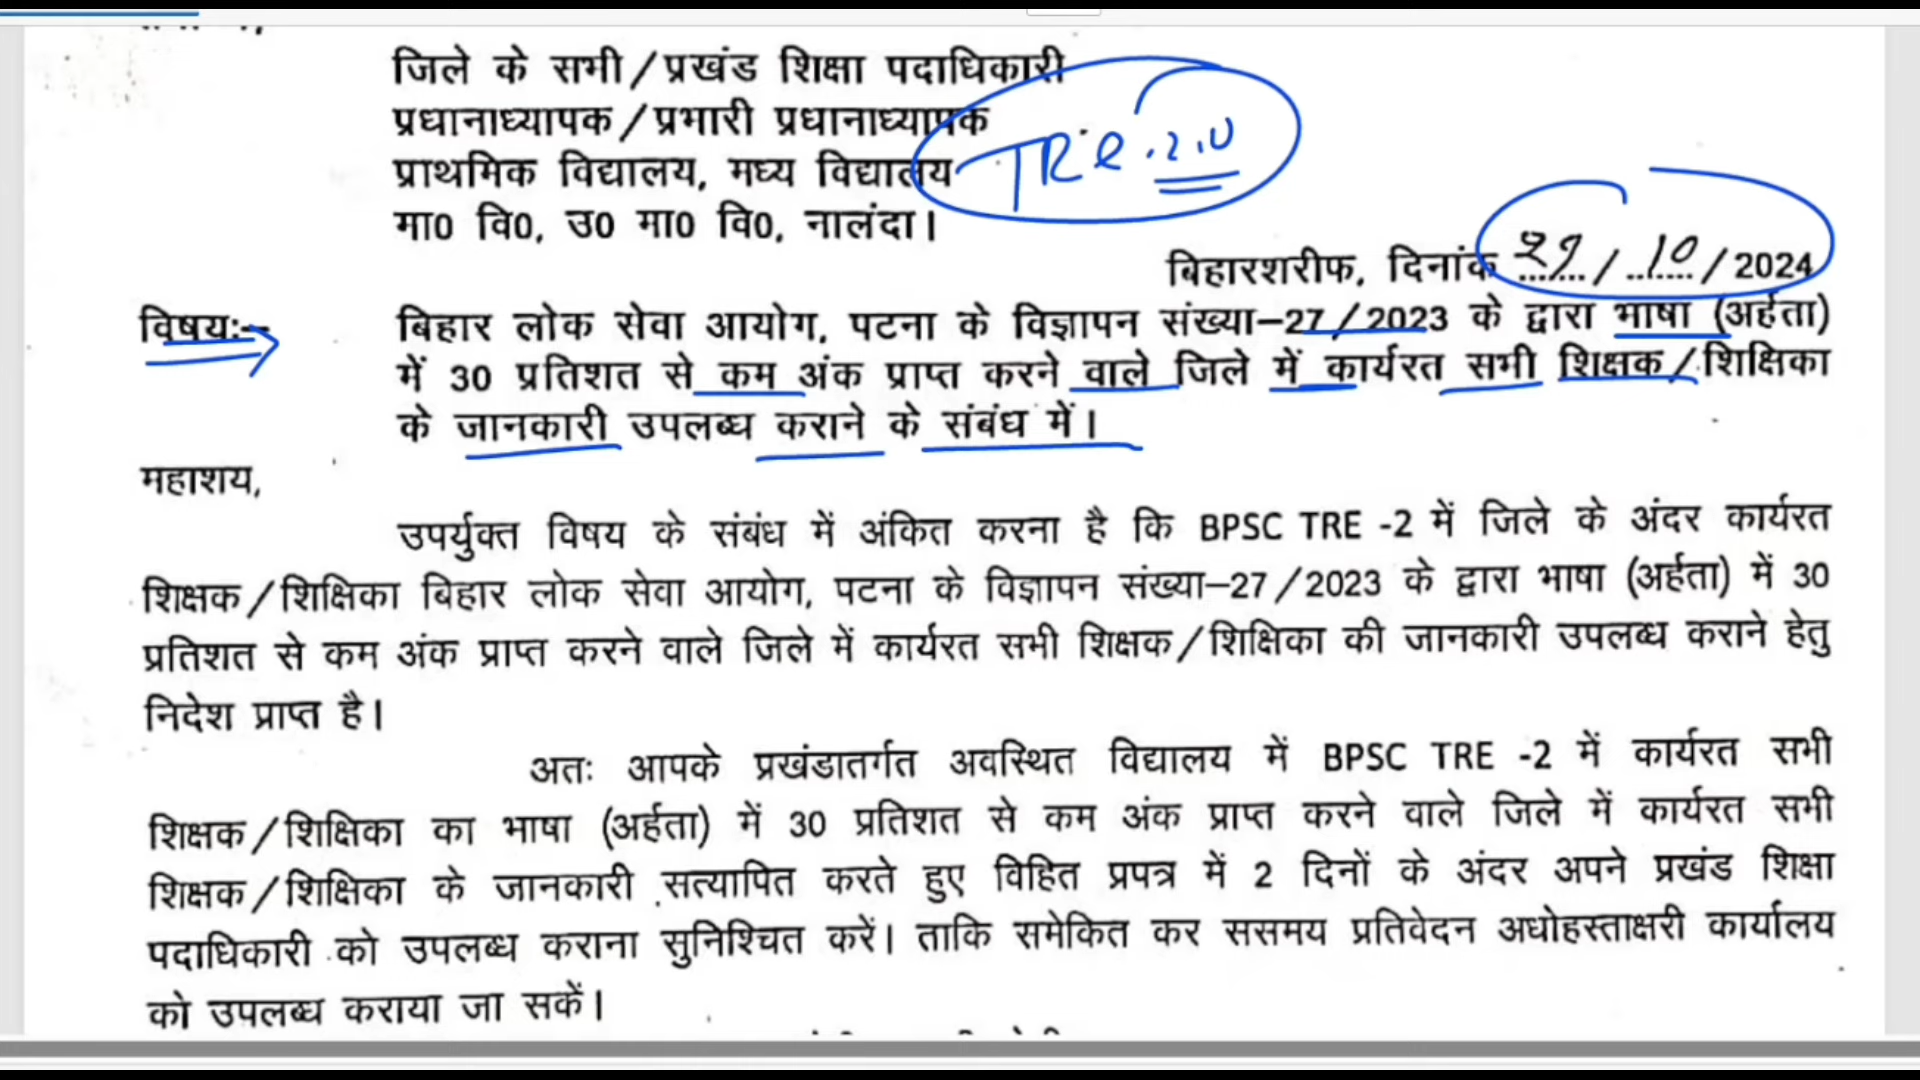 जिले के सभी/प्रखंड शिक्षा पदाधिकारी
प्रधानाध्यापक/प्रभारी प्रधानाध्यापक
प्राथमिक विद्यालय, मध्य विद्यालय
TRE.2.0
मा0 वि0, उ0 मा0 वि0, नालंदा।
बिहारशरीफ, दिनांक 29/10/2024
विषयः- बिहार लोक सेवा आयोग, पटना के विज्ञापन संख्या-27/2023 के द्वारा भाषा (अर्हता)
में 30 प्रतिशत से कम अंक प्राप्त करने वाले जिले में कार्यरत सभी शिक्षक/शिक्षिका
के जानकारी उपलब्ध कराने के संबंध में।
महाशय,
उपर्युक्त विषय के संबंध में अंकित करना है कि BPSC TRE -2 में जिले के अंदर कार्यरत
शिक्षक/शिक्षिका बिहार लोक सेवा आयोग, पटना के विज्ञापन संख्या-27/2023 के द्वारा भाषा (अर्हता) में 30
प्रतिशत से कम अंक प्राप्त करने वाले जिले में कार्यरत सभी शिक्षक/शिक्षिका की जानकारी उपलब्ध कराने हेतु
निदेश प्राप्त है।
अतः आपके प्रखंडातर्गत अवस्थित विद्यालय में BPSC TRE -2 में कार्यरत सभी
शिक्षक/शिक्षिका का भाषा (अर्हता) में 30 प्रतिशत से कम अंक प्राप्त करने वाले जिले में कार्यरत सभी
शिक्षक/शिक्षिका के जानकारी सत्यापित करते हुए विहित प्रपत्र में 2 दिनों के अंदर अपने प्रखंड शिक्षा
पदाधिकारी को उपलब्ध कराना सुनिश्चित करें। ताकि समेकित कर ससमय प्रतिवेदन अधोहस्ताक्षरी कार्यालय
को उपलब्ध कराया जा सकें।